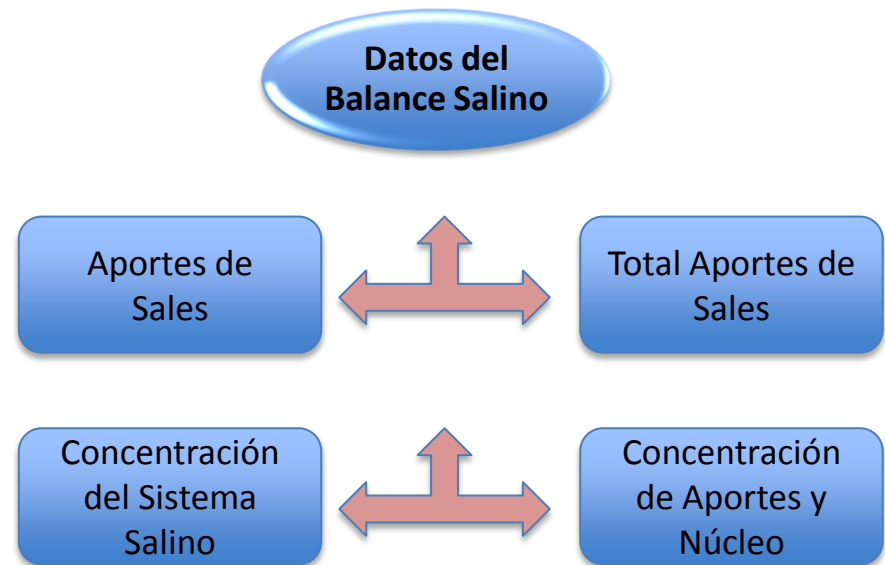 Datos del
Balance Salino
Aportes de
Sales
Total Aportes de
Sales
Concentración
del Sistema
Salino
Concentración
de Aportes y
Núcleo